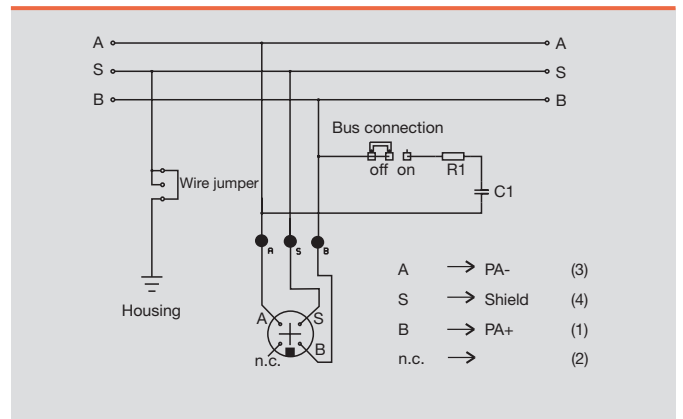 A A
S S
B B
Bus connection
off on R1
Wire jumper
C1
A S B
A → PA- (3)
S → Shield (4)
Housing
A S
B → PA+ (1)
B
n.c.
n.c. → (2)